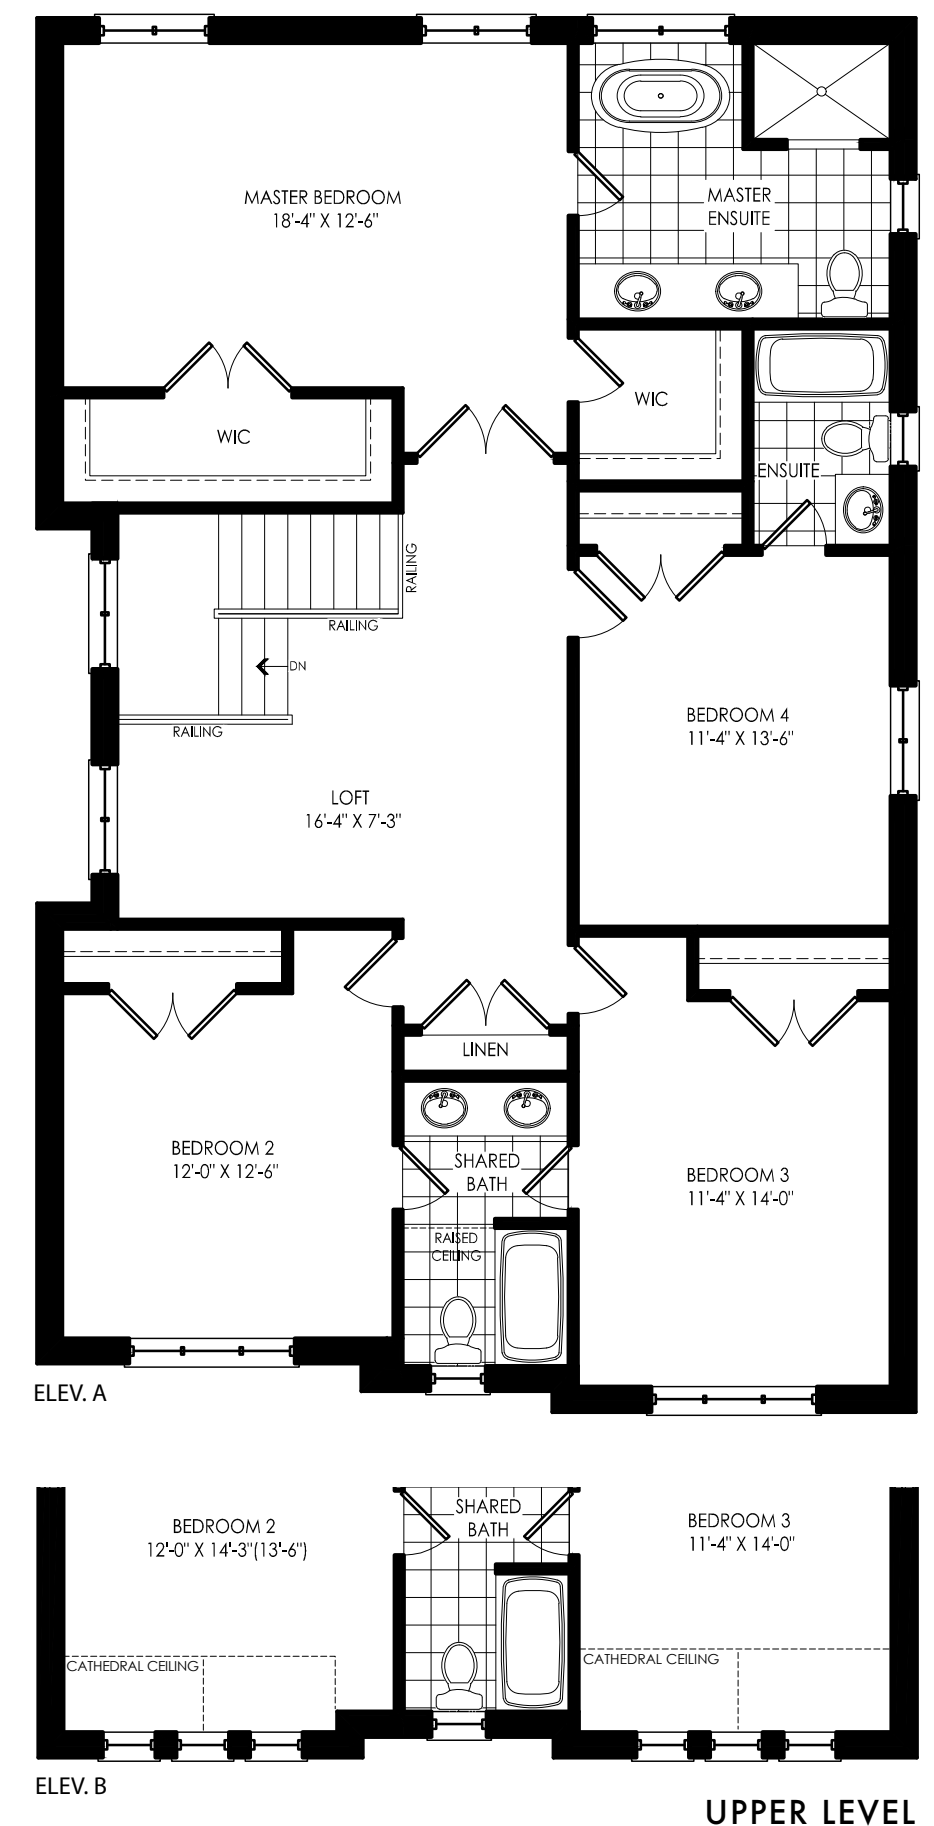 MASTER BEDROOM
18'-4" X 12'-6"
MASTER
ENSUITE
WIC
WIC
ENSUITE
RAILING
RAILING
DN
RAILING
BEDROOM 4
11'-4" X 13'-6"
LOFT
16'-4" X 7'-3"
LINEN
BEDROOM 2
12'-0" X 12'-6"
SHARED
BATH
BEDROOM 3
11'-4" X 14'-0"
RAISED
CEILING
ELEV. A
SHARED
BATH
BEDROOM 2
12'-0" X 14'-3"(13'-6")
BEDROOM 3
11'-4" X 14'-0"
CATHEDRAL CEILING
CATHEDRAL CEILING
ELEV. B
UPPER LEVEL